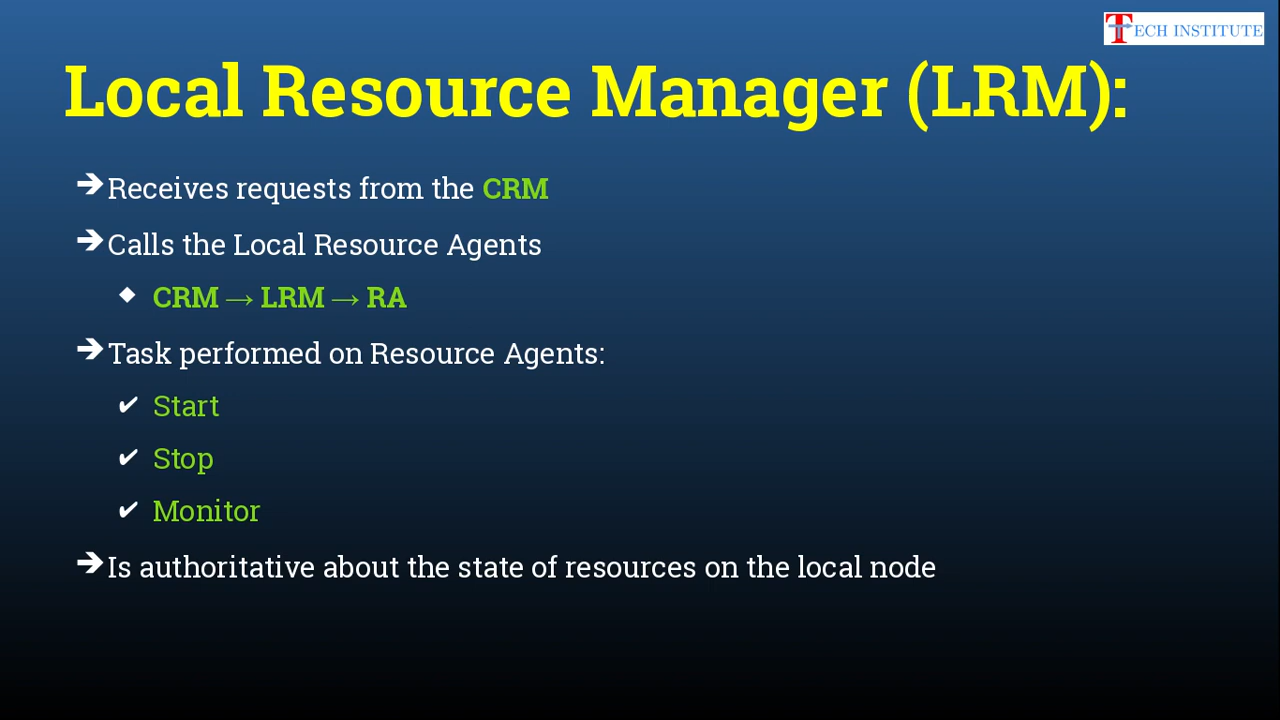 TECH INSTITUTE
Local Resource Manager (LRM):
➔Receives requests from the CRM
➔Calls the Local Resource Agents
◆ CRM → LRM → RA
➔Task performed on Resource Agents:
✔ Start
✔ Stop
✔ Monitor
➔Is authoritative about the state of resources on the local node